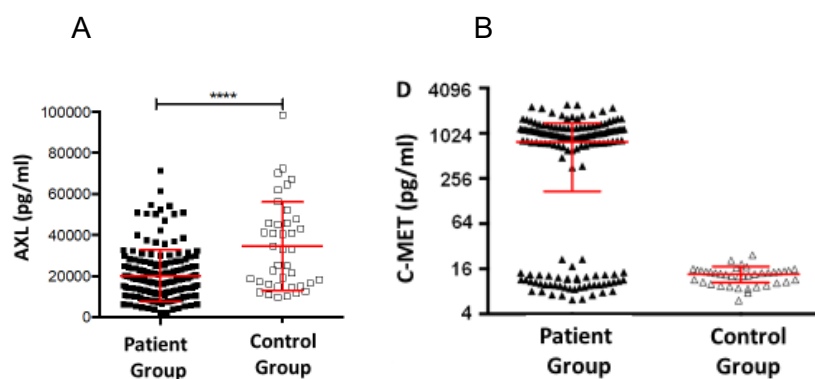 A
B
AXL (pg/ml)
100000
80000
60000
40000
20000
0
****
Patient
Group
Control
Group
D
C-MET (pg/ml)
4096
1024
256
64
16
4
Patient
Group
Control
Group